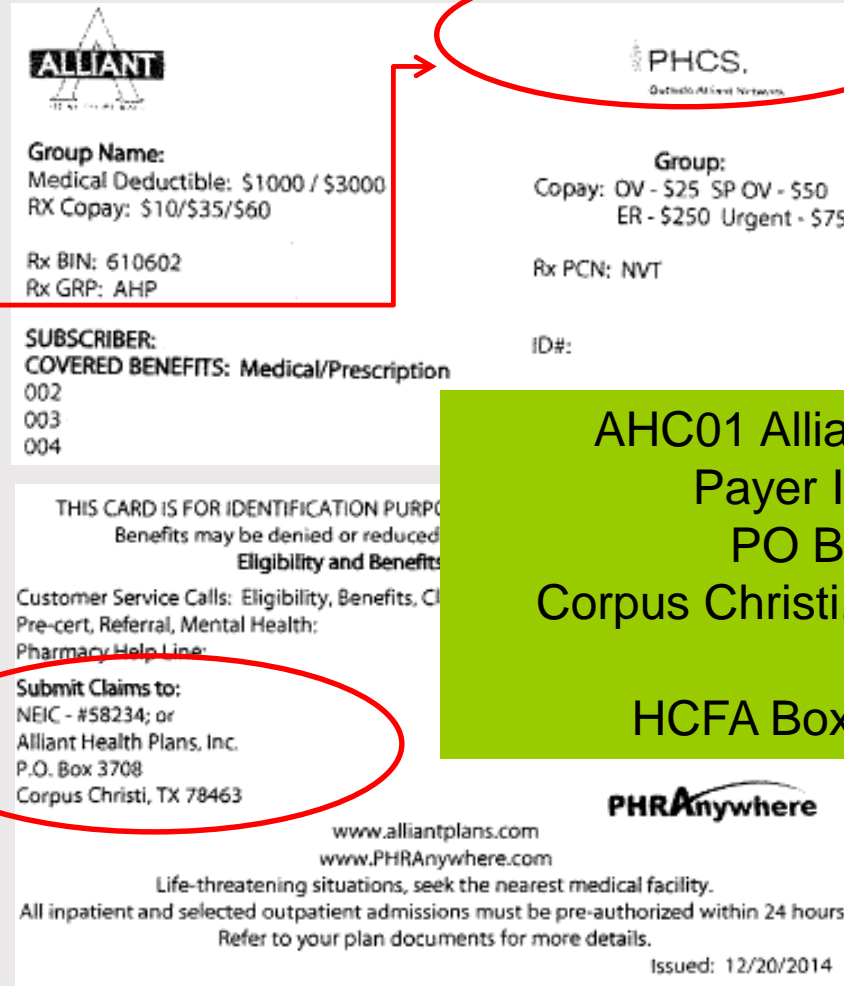 ALLIANT
PHCS.
Outside Alliant Network
Group Name:
Medical Deductible: $1000 / $3000
RX Copay: $10/$35/$60
Group:
Copay: OV - $25 SP OV - $50
ER - $250 Urgent - $75
Rx BIN: 610602
Rx GRP: AHP
Rx PCN: NVT
SUBSCRIBER:
ID#:
COVERED BENEFITS: Medical/Prescription
002
003
004
AHC01 Allia
Payer I
PO B
Corpus Christi,
HCFA Box
THIS CARD IS FOR IDENTIFICATION PURPO
Benefits may be denied or reduced
Eligibility and Benefits
Customer Service Calls: Eligibility, Benefits, Cl
Pre-cert, Referral, Mental Health:
Pharmacy Help Line:
Submit Claims to:
NEIC - #58234; or
Alliant Health Plans, Inc.
P.O. Box 3708
Corpus Christi, TX 78463
PHRAnywhere
www.alliantplans.com
www.PHRAnywhere.com
Life-threatening situations, seek the nearest medical facility.
All inpatient and selected outpatient admissions must be pre-authorized within 24 hours
Refer to your plan documents for more details.
Issued: 12/20/2014